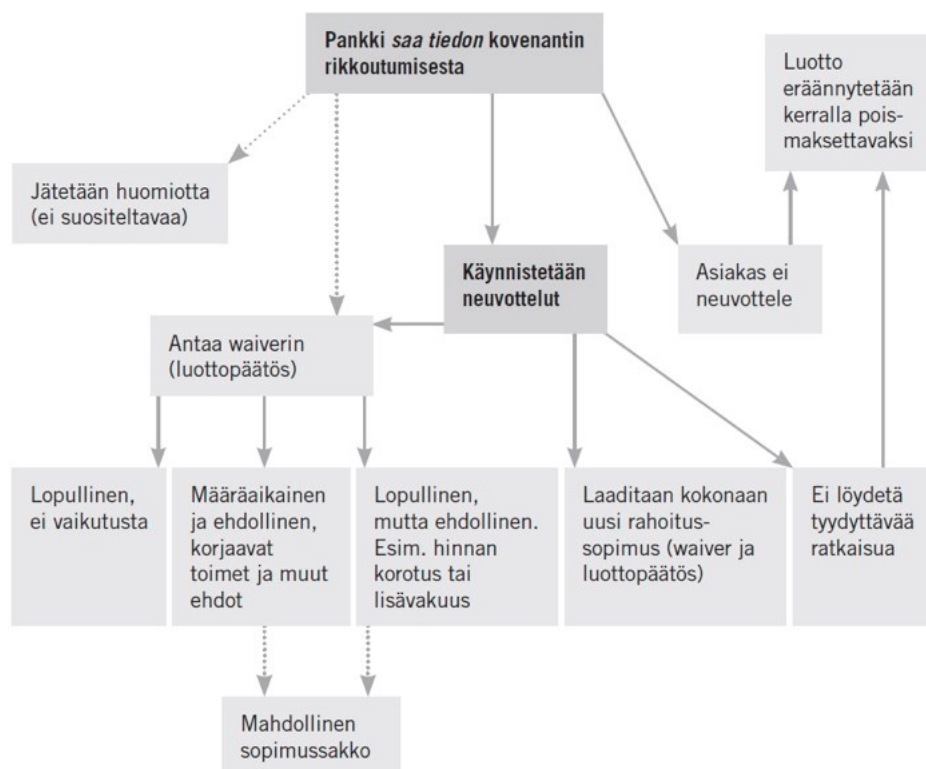 Pankki saa tiedon kovenantin
rikkoutumisesta
Luotto
eräännytetään
kerralla pois-
maksettavaksi
Jätetään huomiotta
(ei suositeltavaa)
Käynnistetään
neuvottelut
Asiakas ei
neuvottele
Antaa waiverin
(luottopäätös)
Lopullinen,
ei vaikutusta
Määräaikainen
ja ehdollinen,
korjaavat
toimet ja muut
ehdot
Lopullinen,
mutta ehdollinen.
Esim. hinnan
korotus tai
lisävakuus
Laaditaan kokonaan
uusi rahoitus-
sopimus (waiver ja
luottopäätös)
Ei löydetä
tyydyttävää
ratkaisua
Mahdollinen
sopimussakko